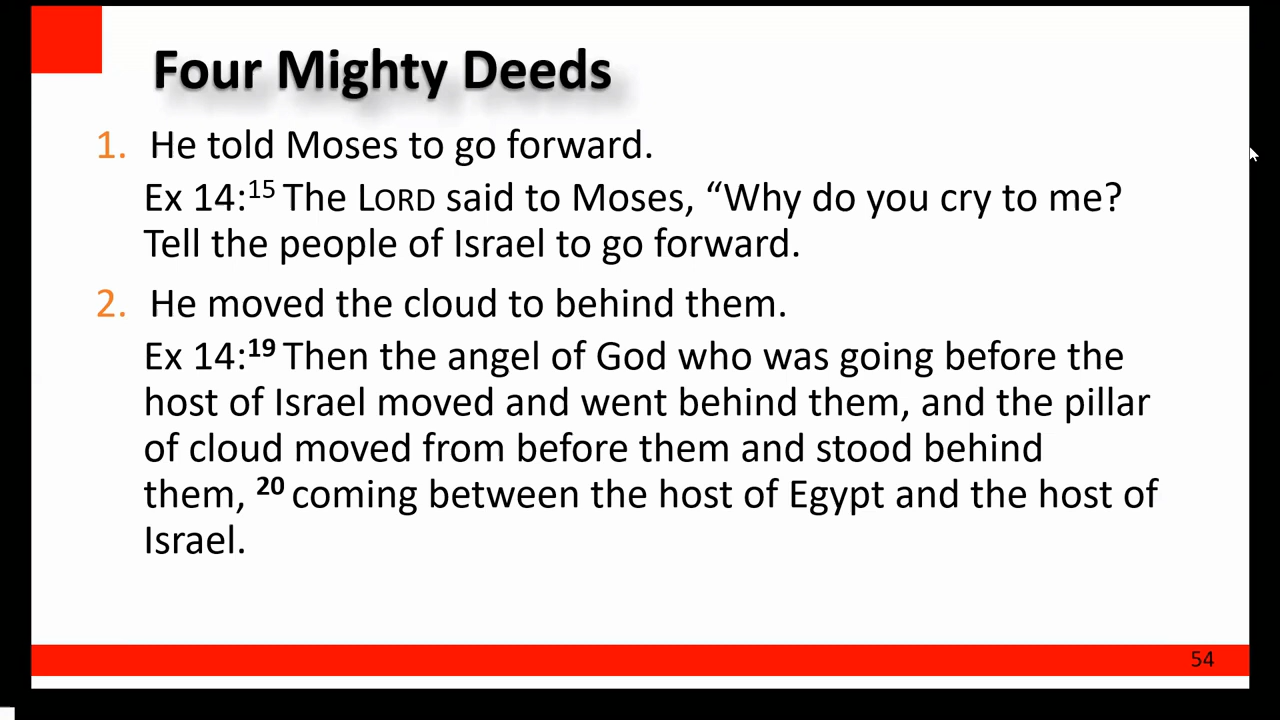 Four Mighty Deeds
1. He told Moses to go forward.
Ex 14:15 The LORD said to Moses, “Why do you cry to me?
Tell the people of Israel to go forward.
2. He moved the cloud to behind them.
Ex 14:19 Then the angel of God who was going before the
host of Israel moved and went behind them, and the pillar
of cloud moved from before them and stood behind
them, 20 coming between the host of Egypt and the host of
Israel.
54